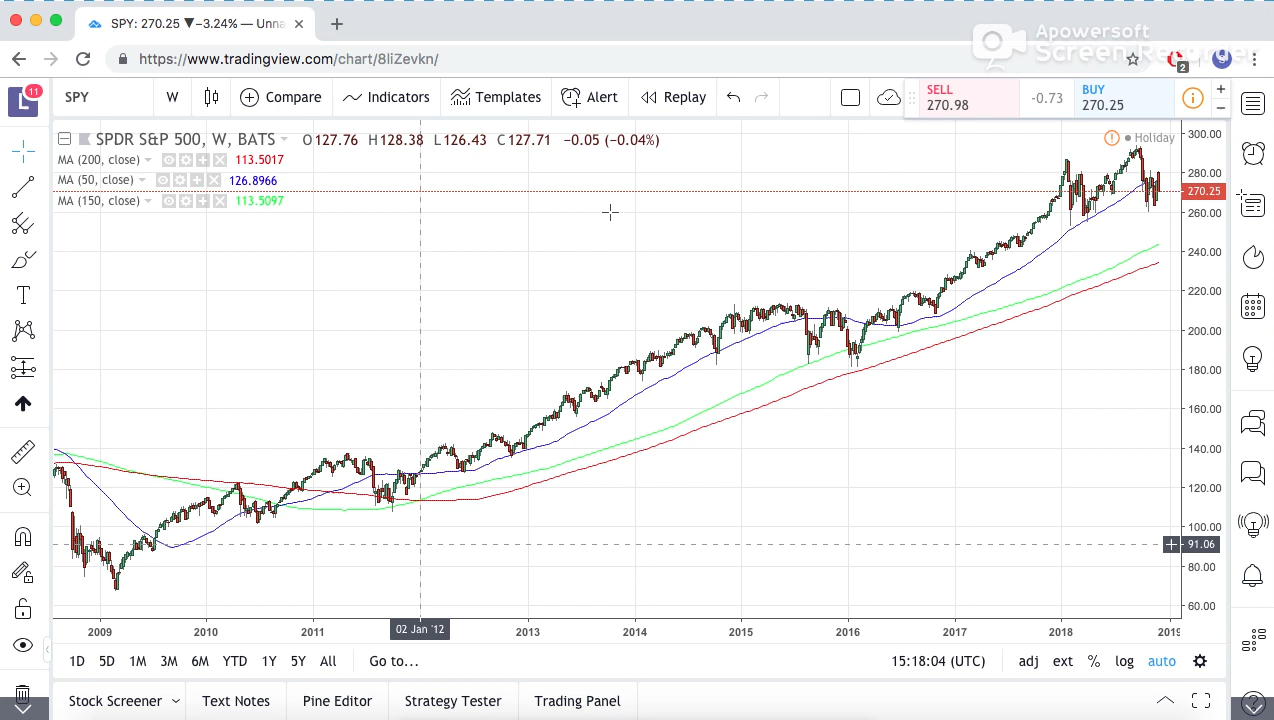 SPY: 270.25 ▼−3.24% — Unna
Apowersoft
Screen Recorder
https://www.tradingview.com/chart/8liZevkn/
2
11
SPY W Compare Indicators Templates Alert Replay
SELL
270.98
-0.73
BUY
270.25
SPDR S&P 500, W, BATS O127.76 H128.38 L126.43 C127.71 −0.05 (−0.04%)
Holiday
MA (200, close) 113.5017
MA (50, close) 126.8966
MA (150, close) 113.5097
300.00
280.00
270.25
260.00
240.00
220.00
200.00
180.00
160.00
140.00
120.00
100.00
91.06
80.00
60.00
2009 2010 2011 02 Jan '12 2013 2014 2015 2016 2017 2018 2019
1D 5D 1M 3M 6M YTD 1Y 5Y All Go to... 15:18:04 (UTC) adj ext % log auto
Stock Screener Text Notes Pine Editor Strategy Tester Trading Panel